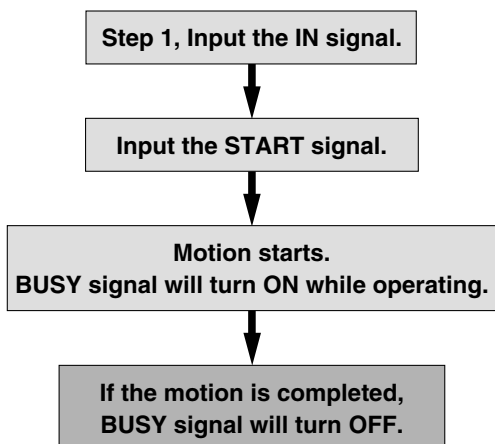 Step 1, Input the IN signal.
Input the START signal.
Motion starts.
BUSY signal will turn ON while operating.
If the motion is completed,
BUSY signal will turn OFF.